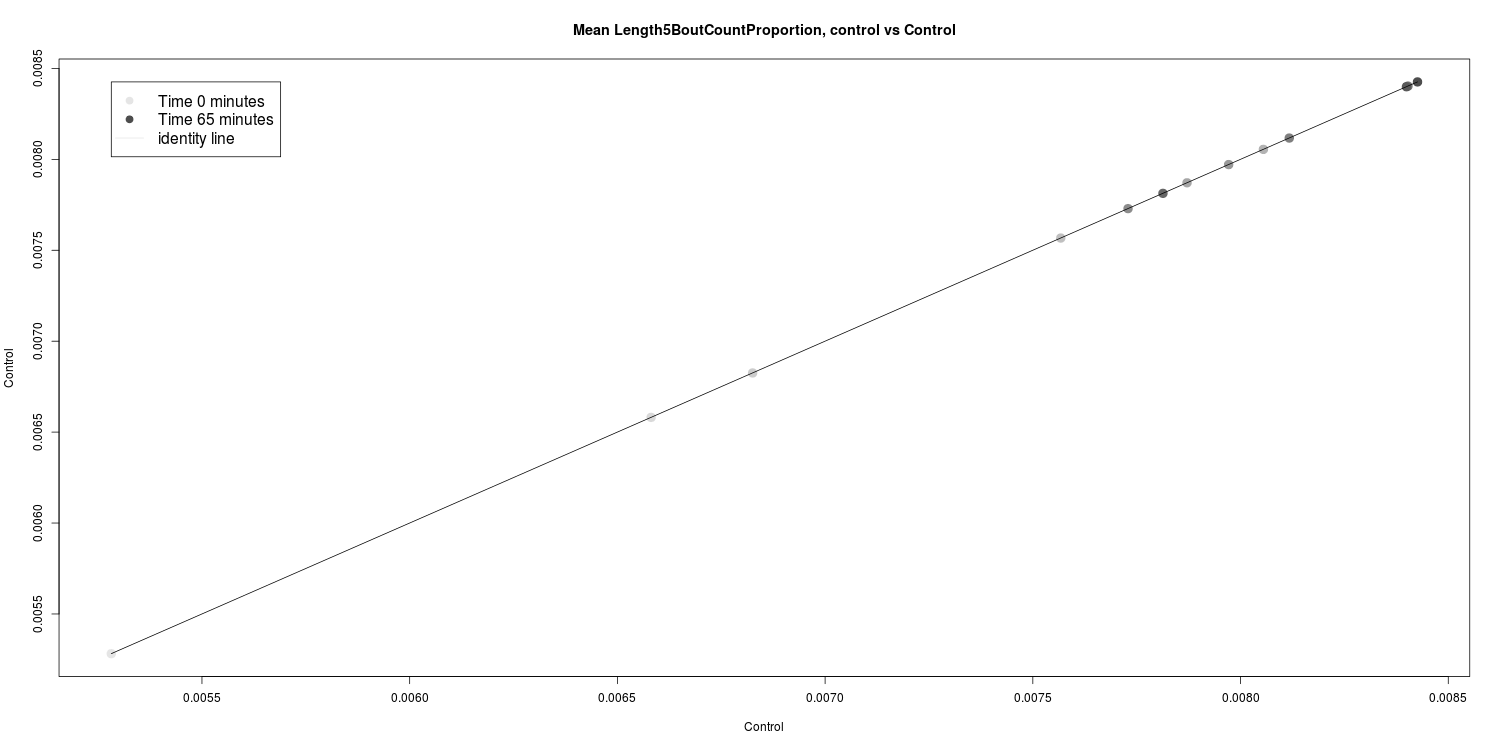 Mean Length5BoutCountProportion, control vs Control
Time 0 minutes
Time 65 minutes
identity line
Control
0.0085
0.0080
0.0075
0.0070
0.0065
0.0060
0.0055
0.0055 0.0060 0.0065 0.0070 0.0075 0.0080 0.0085
Control